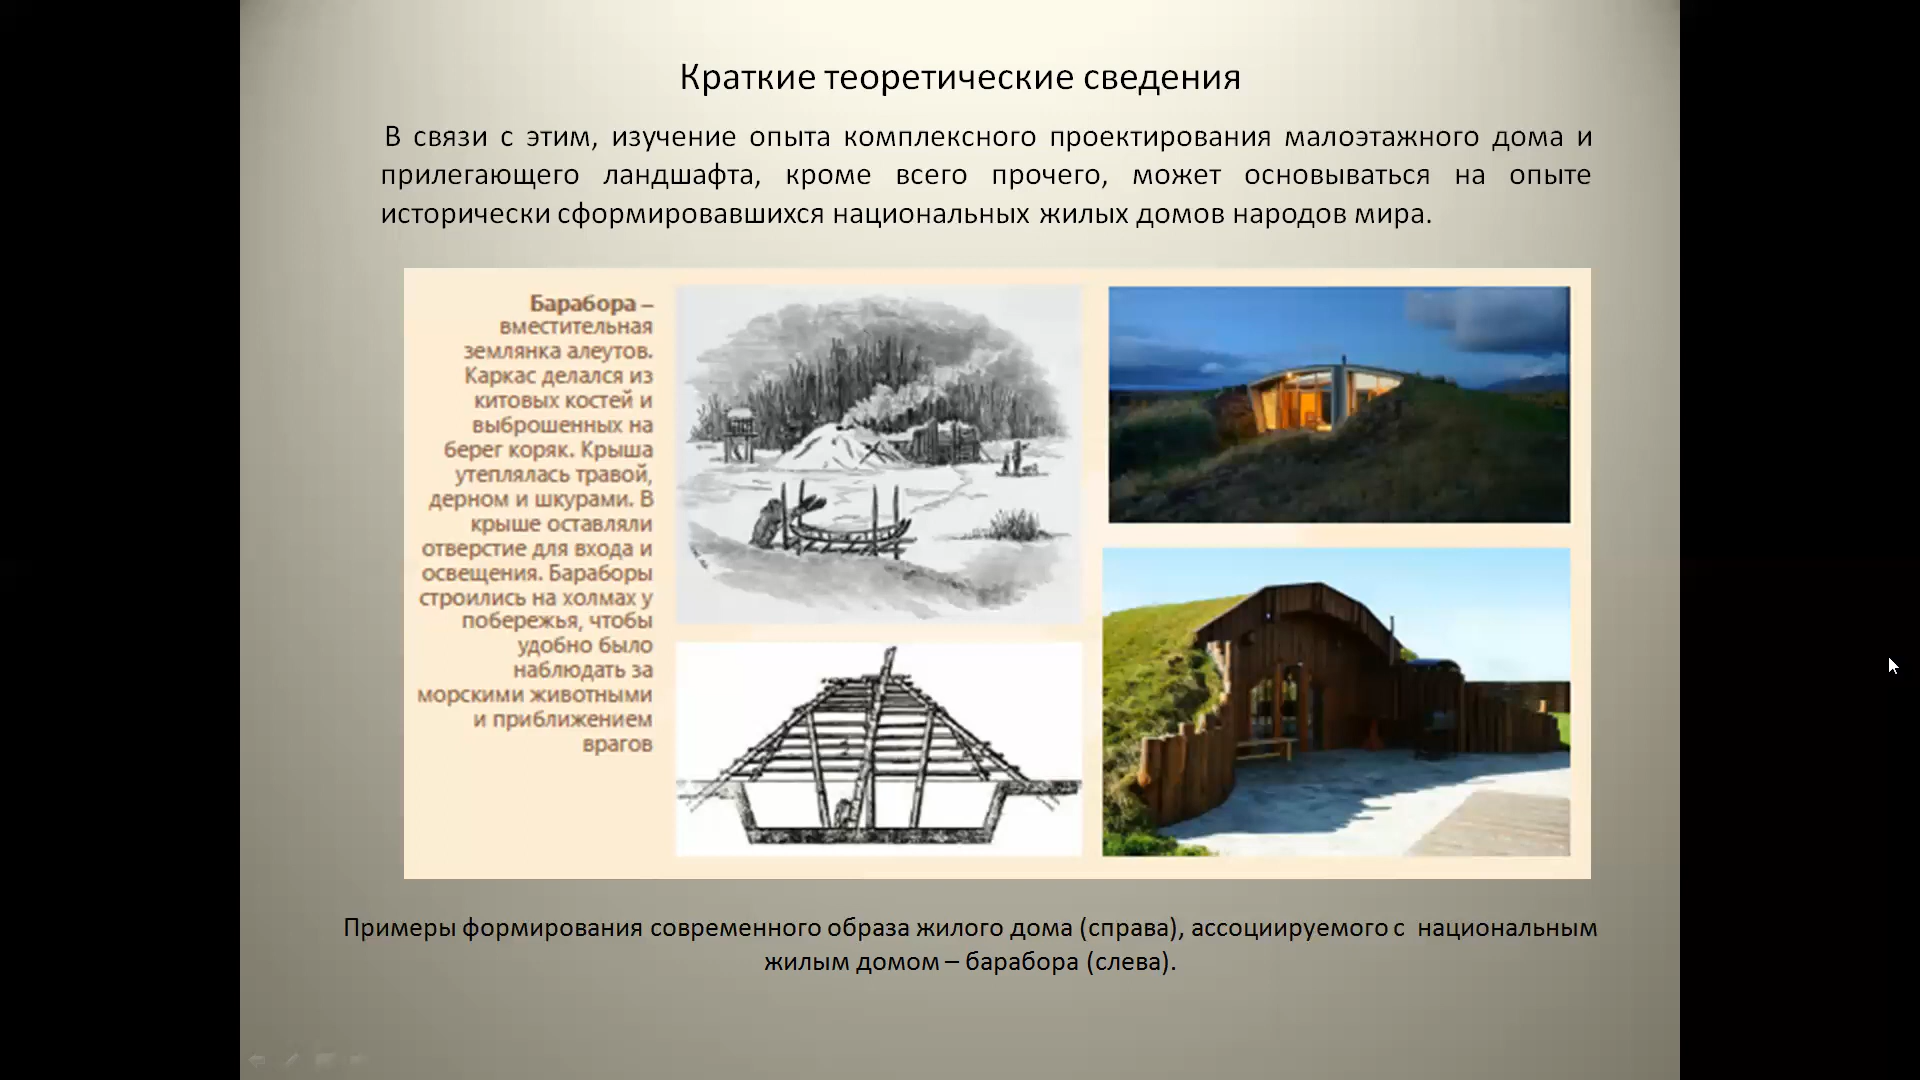 Краткие теоретические сведения
В связи с этим, изучение опыта комплексного проектирования малоэтажного дома и
прилегающего ландшафта, кроме всего прочего, может основываться на опыте
исторически сформировавшихся национальных жилых домов народов мира.
Барабора –
вместительная
землянка алеутов.
Каркас делался из
китовых костей и
выброшенных на
берег коряк. Крыша
утеплялась травой,
дерном и шкурами. В
крыше оставляли
отверстие для входа и
освещения. Бараборы
строились на холмах у
побережья, чтобы
удобно было
наблюдать за
морскими животными
и приближением
врагов
Примеры формирования современного образа жилого дома (справа), ассоциируемого с национальным
жилым домом – барабора (слева).